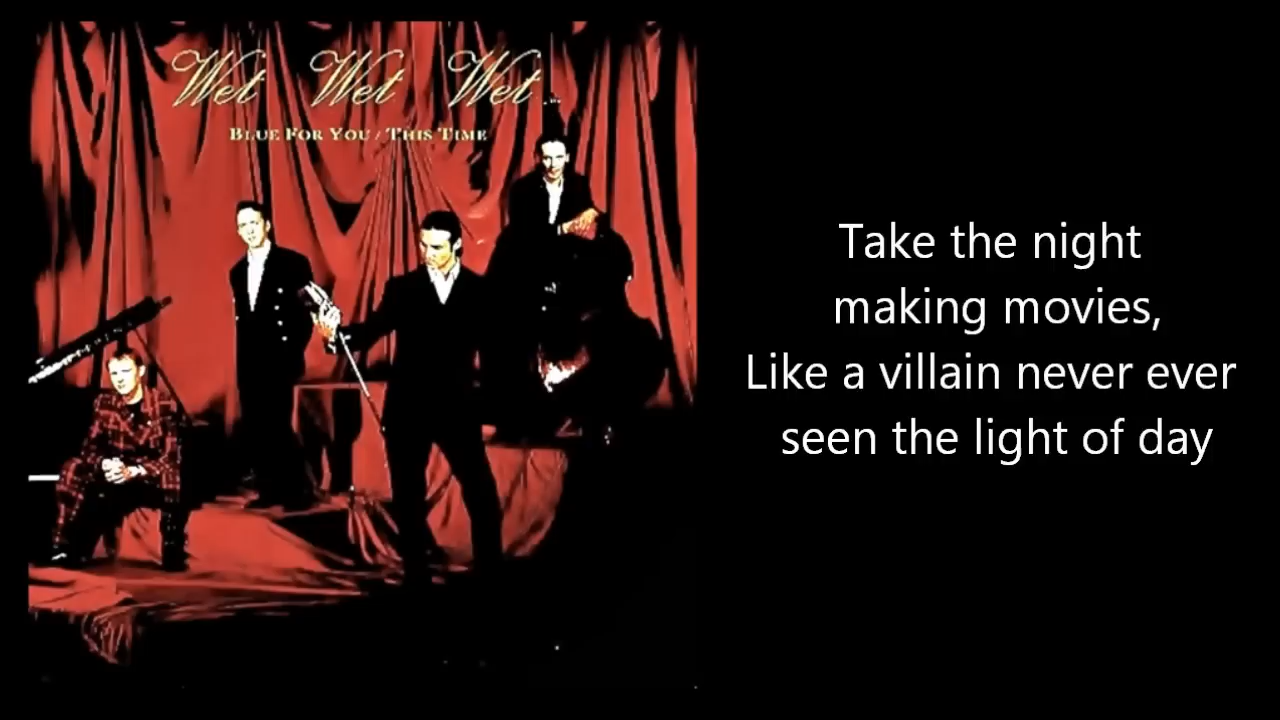 Wet Wet Wet
BLUE FOR YOU / THIS TIME
Take the night
making movies,
Like a villain never ever
seen the light of day